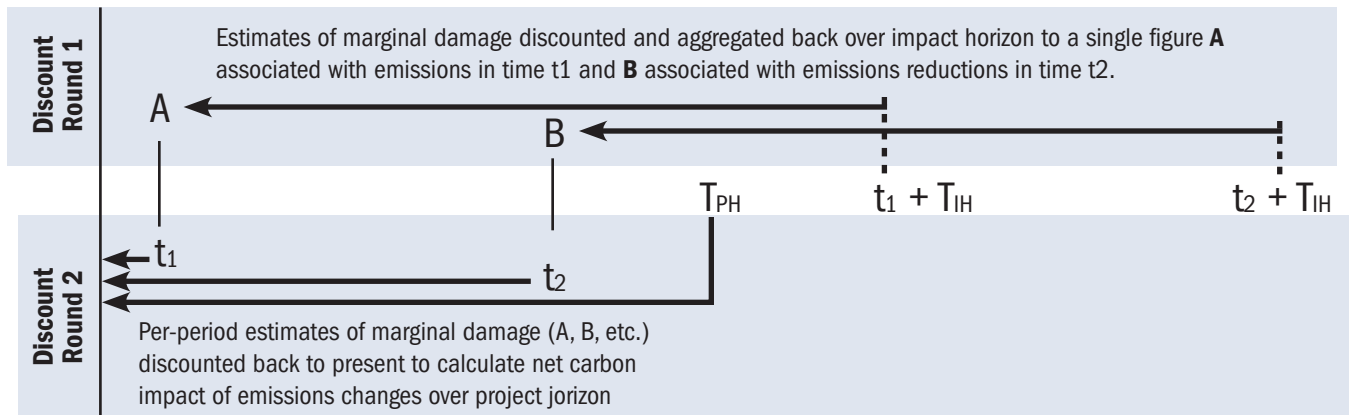 Discount
Round 1
Estimates of marginal damage discounted and aggregated back over impact horizon to a single figure A
associated with emissions in time t1 and B associated with emissions reductions in time t2.
A
B
TPH
t1 + TIH
t2 + TIH
Discount
Round 2
t1
t2
Per-period estimates of marginal damage (A, B, etc.)
discounted back to present to calculate net carbon
impact of emissions changes over project jorizon